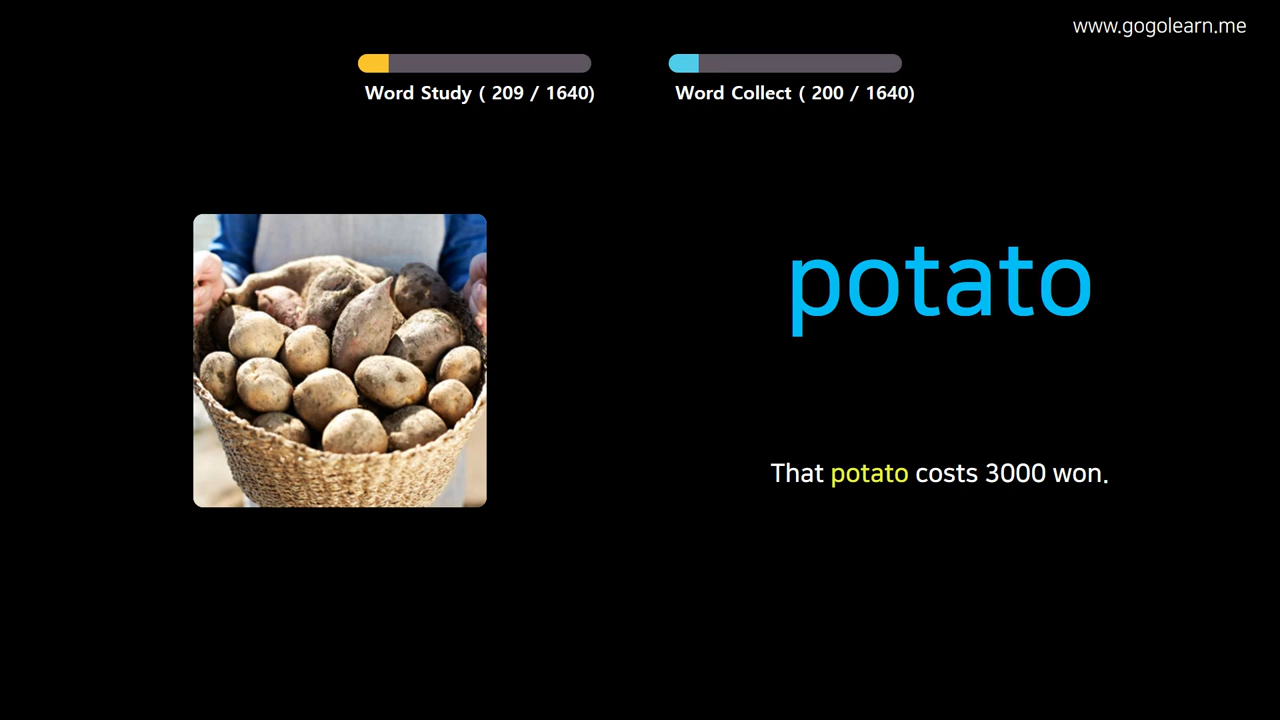 www.gogolearn.me
Word Study ( 209 / 1640)
Word Collect ( 200 / 1640)
potato
That potato costs 3000 won.